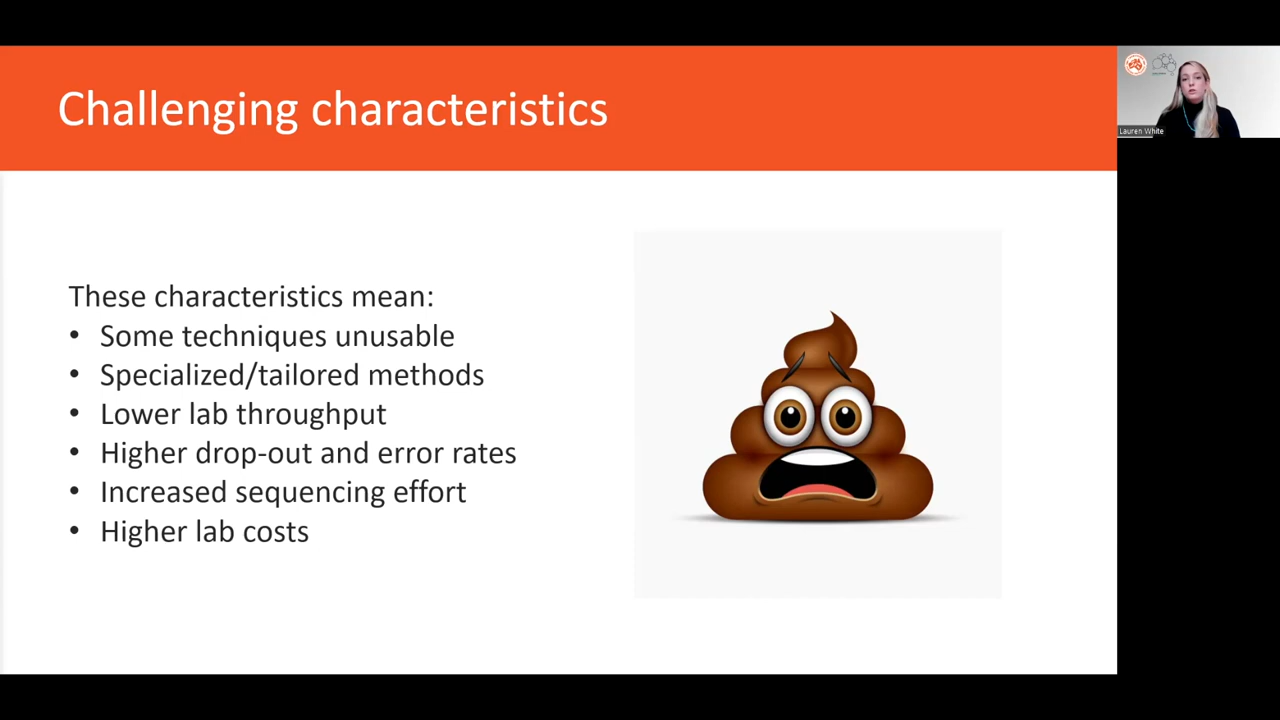 Challenging characteristics
Lauren White
These characteristics mean:
• Some techniques unusable
• Specialized/tailored methods
• Lower lab throughput
• Higher drop-out and error rates
• Increased sequencing effort
• Higher lab costs